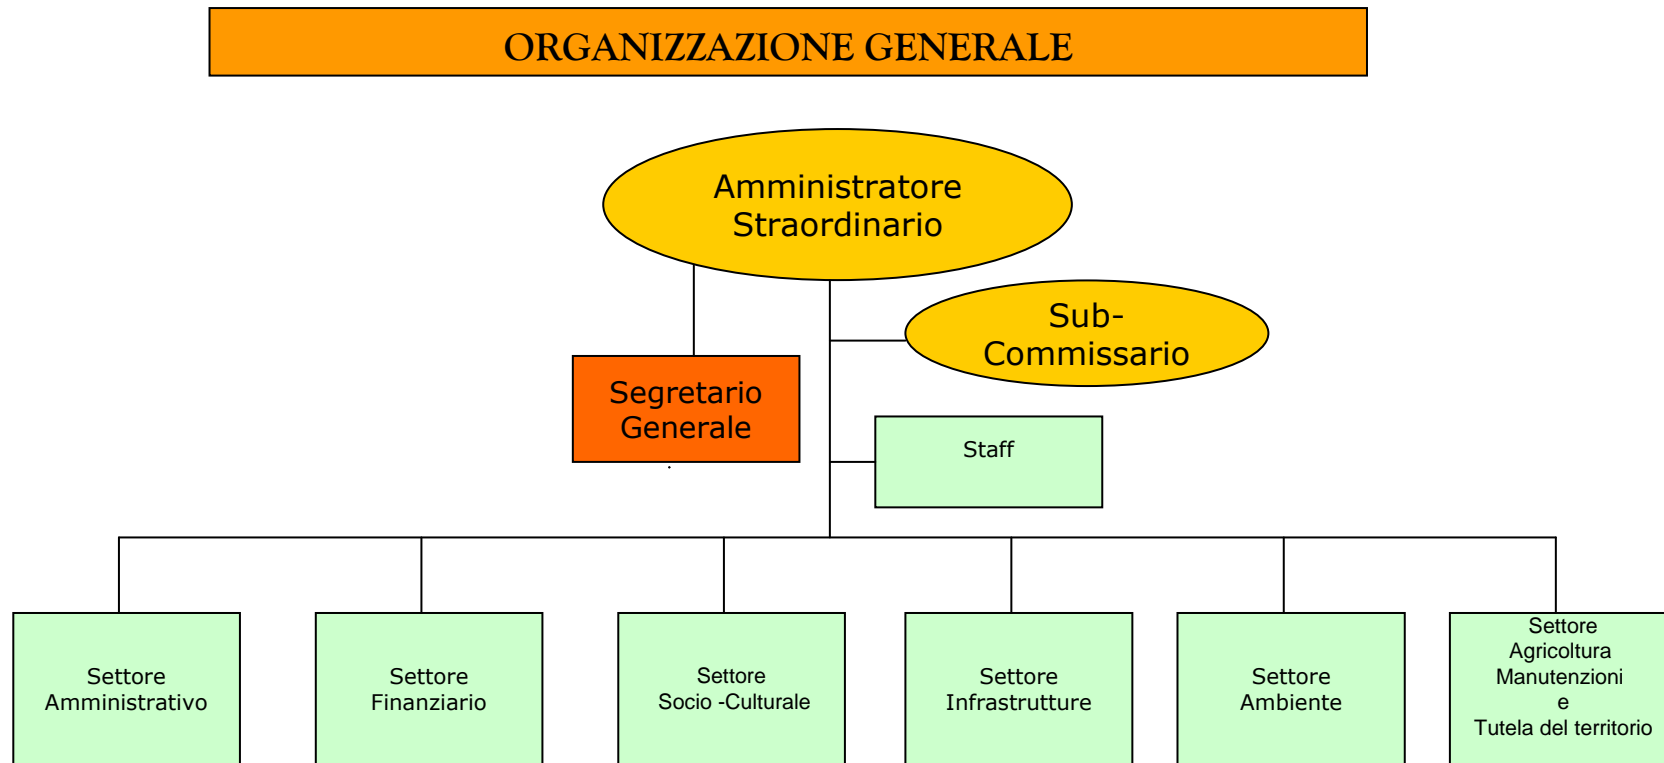 ORGANIZZAZIONE GENERALE
Amministratore
Straordinario
Sub-
Commissario
Segretario
Generale
.
Staff
Settore
Amministrativo
Settore
Finanziario
Settore
Socio -Culturale
Settore
Infrastrutture
Settore
Ambiente
Settore
Agricoltura
Manutenzioni
e
Tutela del territorio